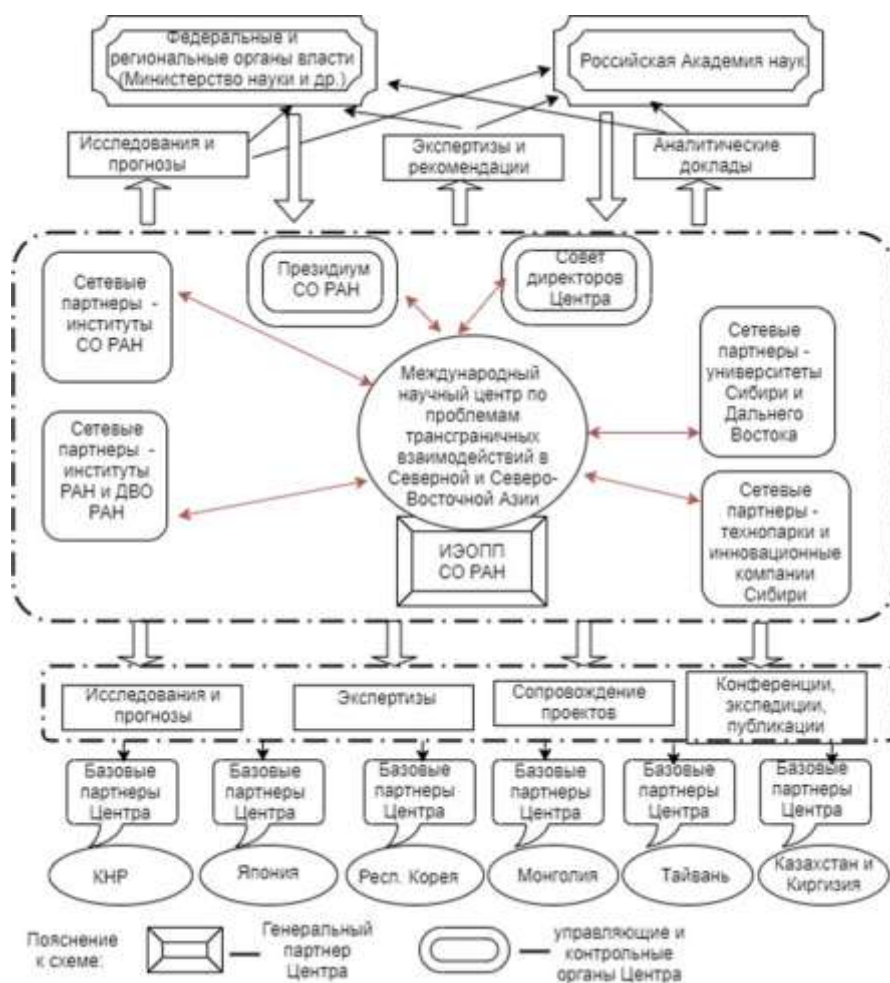 Федеральные и
региональные органы власти
(Министерство науки и др.)
Российская Академия наук
Исследования и
прогнозы
Экспертизы и
рекомендации
Аналитические
доклады
Президиум
СО РАН
Совет
директоров
Центра
Сетевые
партнеры -
институты
СО РАН
Международный
научный центр по
проблемам
трансграничных
взаимодействий в
Северной и Северо-
Восточной Азии
Сетевые
партнеры -
университеты
Сибири и
Дальнего
Востока
Сетевые
партнеры -
институты
РАН и ДВО
РАН
Сетевые
партнеры -
технопарки и
инновационные
компании
Сибири
ИЭОПП
СО РАН
Исследования и
прогнозы
Экспертизы
Сопровождение
проектов
Конференции,
экспедиции,
публикации
Базовые
партнеры
Центра
Базовые
партнеры
Центра
Базовые
партнеры
Центра
Базовые
партнеры
Центра
Базовые
партнеры
Центра
Базовые
партнеры
Центра
КНР
Япония
Респ. Корея
Монголия
Тайвань
Казахстан и
Киргизия
Пояснение
к схеме:
Генеральный
партнер
Центра
управляющие и
контрольные
органы Центра